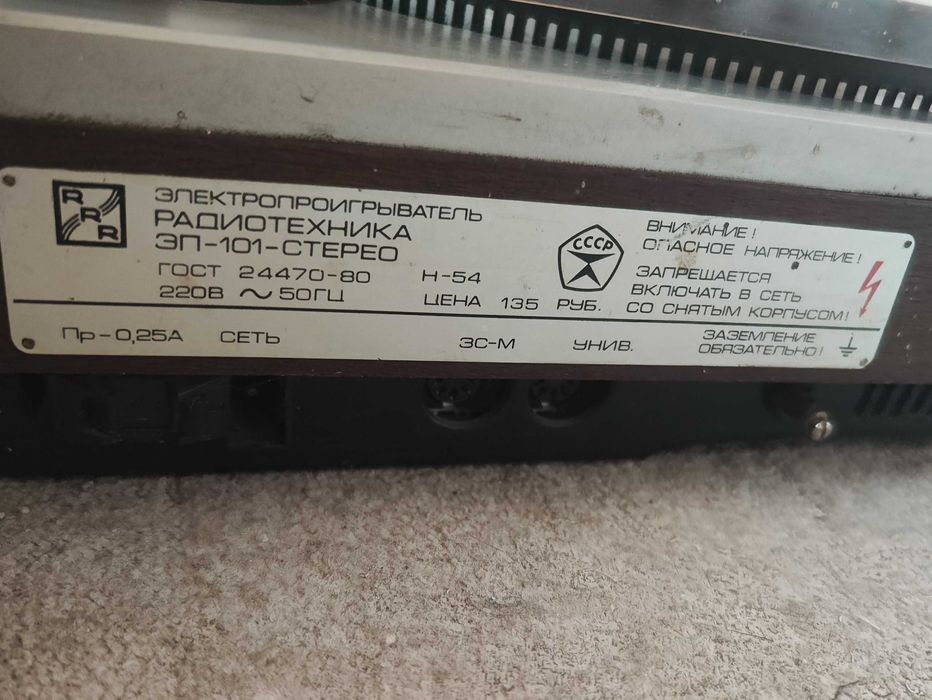 RRR
ЭЛЕКТРОПРОИГРЫВАТЕЛЬ
РАДИОТЕХНИКА
ЭП-101-СТЕРЕО
ГОСТ 24470-80 Н-54
220В ~ 50ГЦ ЦЕНА 135 РУБ.
СССР
ВНИМАНИЕ!
ОПАСНОЕ НАПРЯЖЕНИЕ!
ЗАПРЕЩАЕТСЯ
ВКЛЮЧАТЬ В СЕТЬ
СО СНЯТЫМ КОРПУСОМ!
Пр-0,25А СЕТЬ ЗС-М УНИВ. ЗАЗЕМЛЕНИЕ
ОБЯЗАТЕЛЬНО!